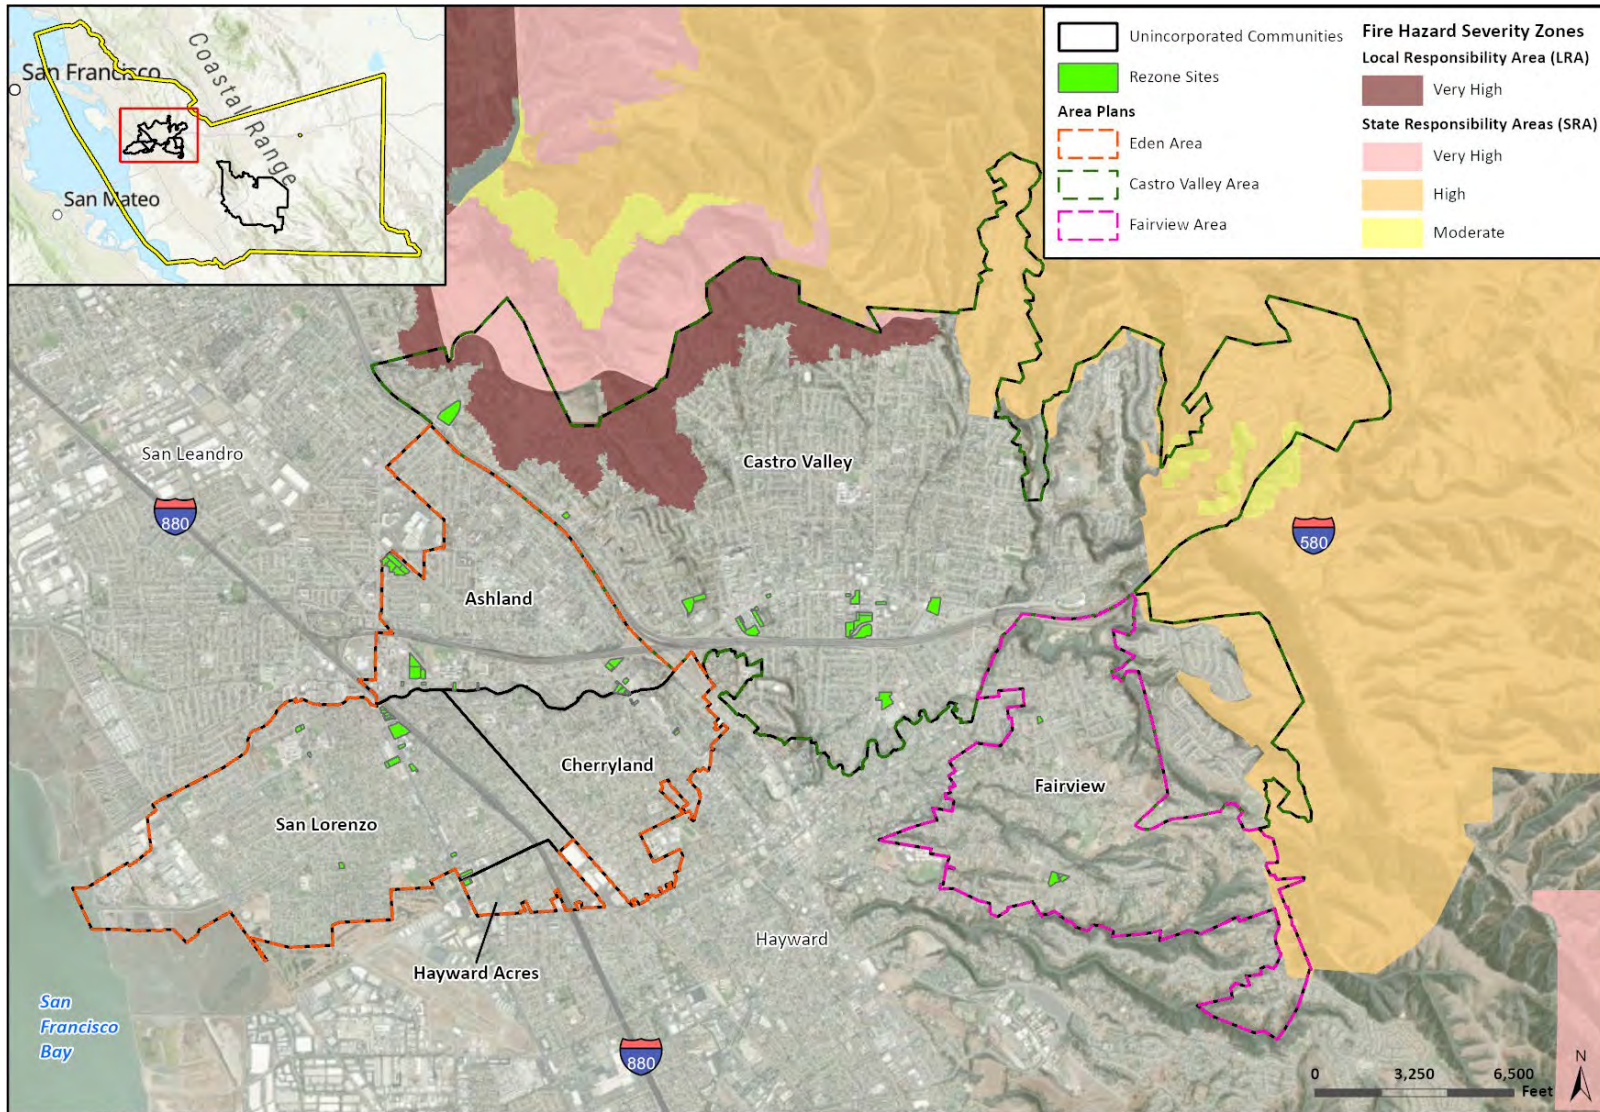 San Francisco
Coastal Range
San Mateo
Unincorporated Communities
Rezone Sites
Area Plans
Eden Area
Castro Valley Area
Fairview Area
Fire Hazard Severity Zones
Local Responsibility Area (LRA)
Very High
State Responsibility Areas (SRA)
Very High
High
Moderate
San Leandro
880
Castro Valley
580
Ashland
Cherryland
Fairview
San Lorenzo
Hayward
Hayward Acres
San
Francisco
Bay
880
N
0 3,250 6,500
Feet